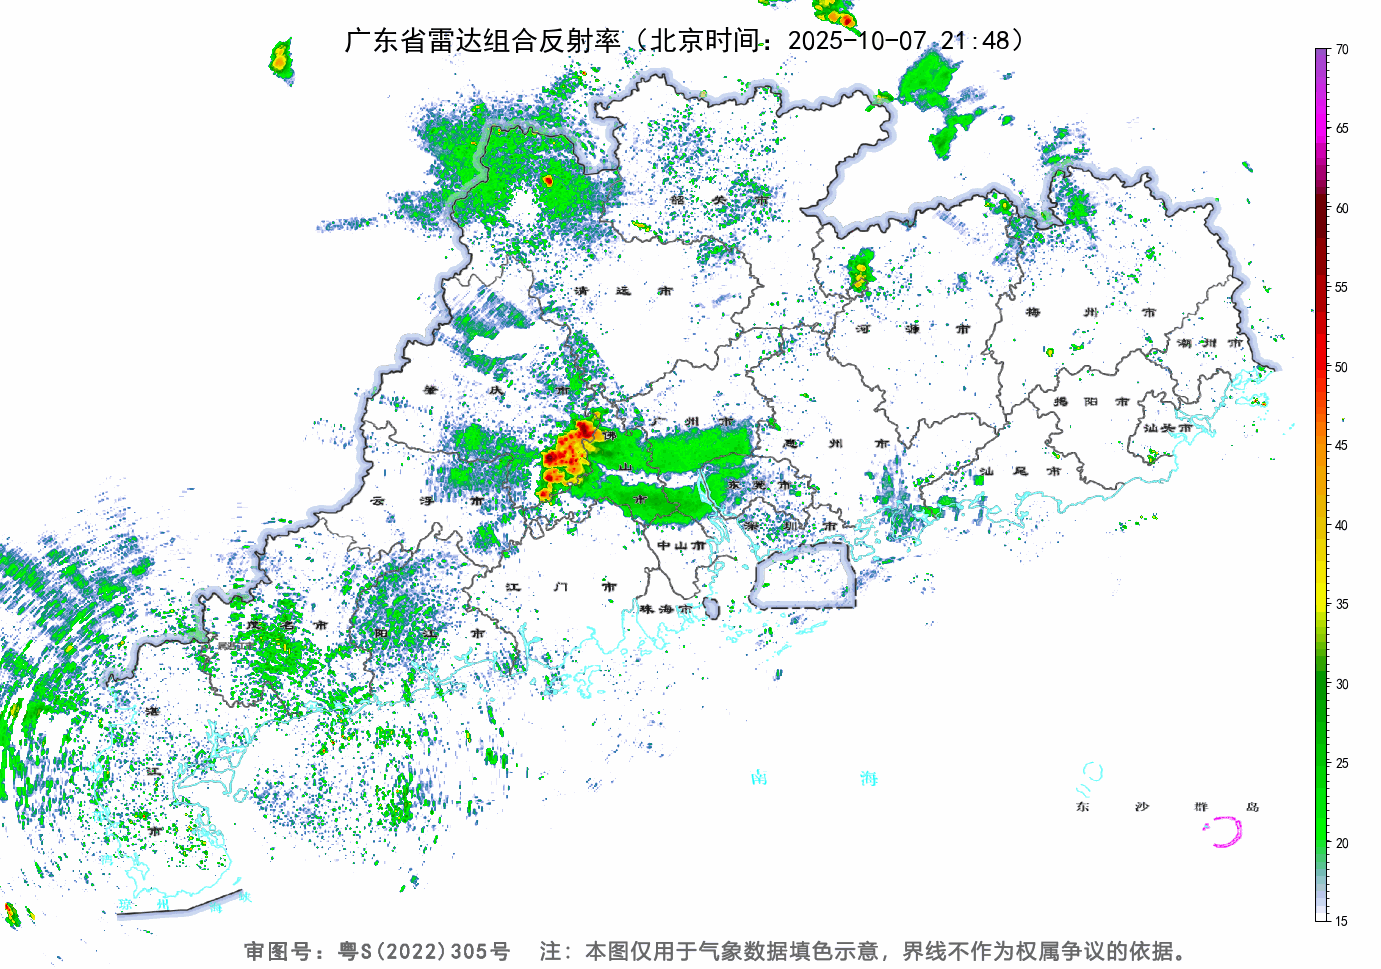 广东省雷达组合反射率（北京时间：2025-10-07 21:48）
70
65
60
55
50
45
40
35
30
25
20
15
韶关市
清远市
河源市
梅州市
潮州市
肇庆市
广州市
佛山市
惠州市
揭阳市
汕头市
汕尾市
东莞市
云浮市
深圳市
中山市
江门市
珠海市
茂名市
阳江市
湛江市
南海
东沙群岛
琼州海峡
审图号：粤S(2022)305号 注：本图仅用于气象数据填色示意，界线不作为权属争议的依据。